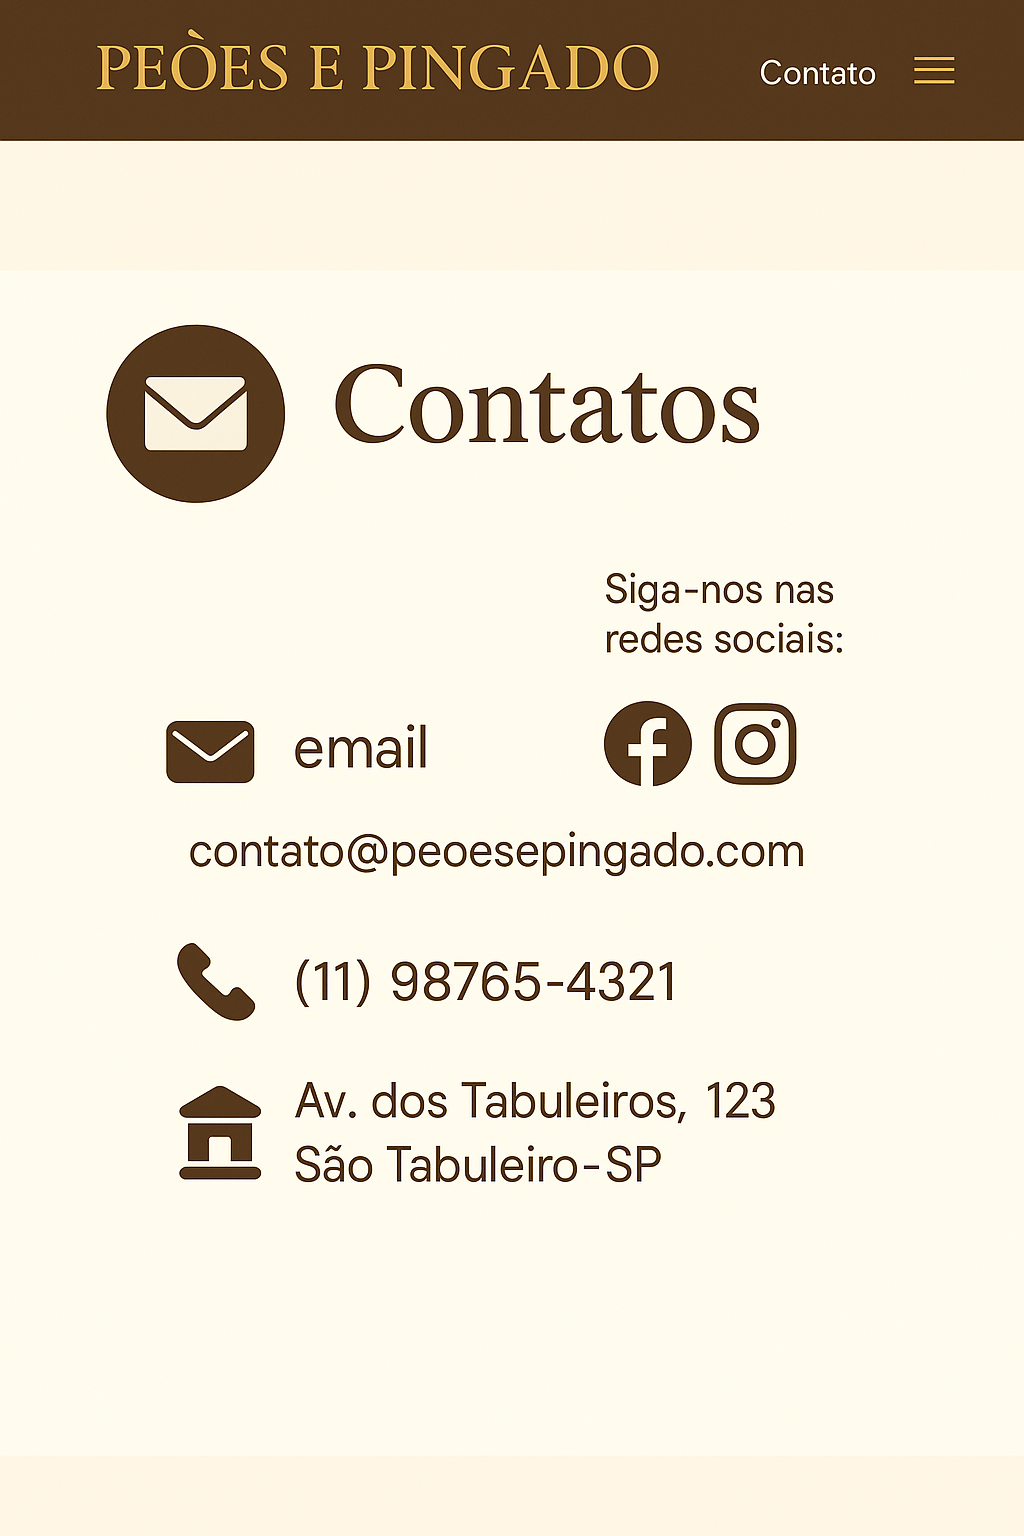 PEÒES E PINGADO
Contato
Contatos
Siga-nos nas
redes sociais:
email
contato@peoesepingado.com
(11) 98765-4321
Av. dos Tabuleiros, 123
São Tabuleiro-SP